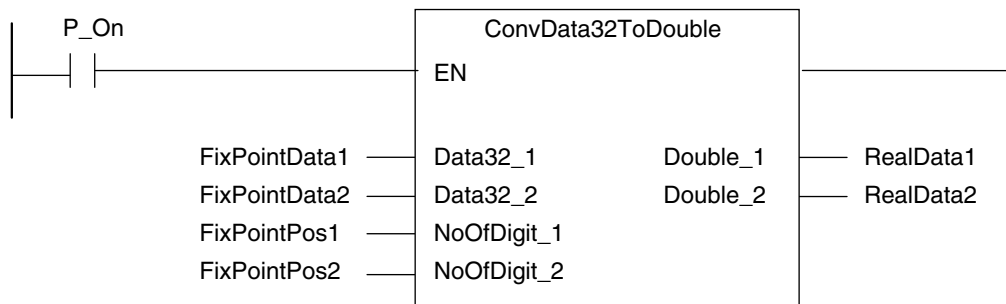 P_On
ConvData32ToDouble
EN
FixPointData1 Data32_1 Double_1 RealData1
FixPointData2 Data32_2 Double_2 RealData2
FixPointPos1 NoOfDigit_1
FixPointPos2 NoOfDigit_2